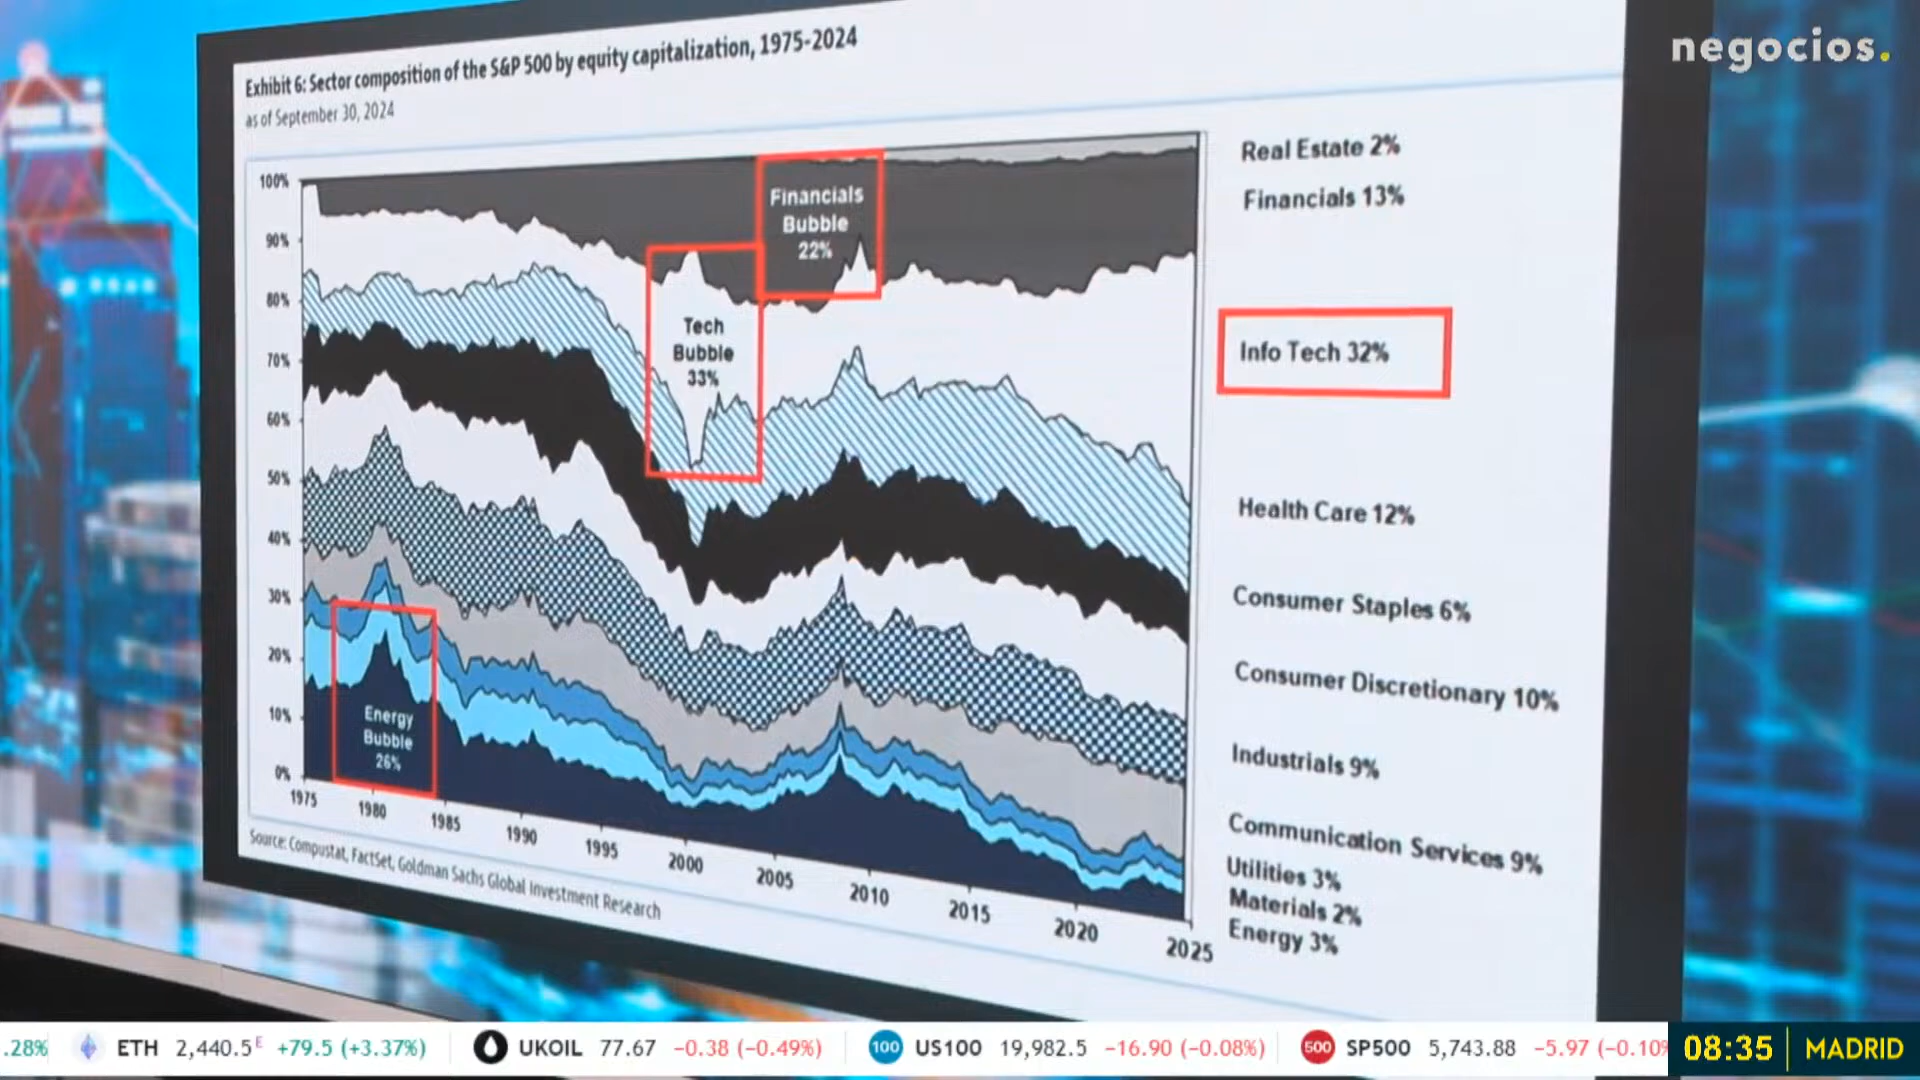 negocios.
Exhibit 6: Sector composition of the S&P 500 by equity capitalization, 1975-2024
as of September 30, 2024
100%
90%
80%
70%
60%
50%
40%
30%
20%
10%
0%
Financials
Bubble
22%
Tech
Bubble
33%
Energy
Bubble
26%
1975
1980
1985
1990
1995
2000
2005
2010
2015
2020
2025
Real Estate 2%
Financials 13%
Info Tech 32%
Health Care 12%
Consumer Staples 6%
Consumer Discretionary 10%
Industrials 9%
Communication Services 9%
Utilities 3%
Materials 2%
Energy 3%
Source: Compustat, FactSet, Goldman Sachs Global Investment Research
.28% ETH 2,440.5ᴱ +79.5 (+3.37%) UKOIL 77.67 −0.38 (−0.49%) 100 US100 19,982.5 −16.90 (−0.08%) 500 SP500 5,743.88 −5.97 (−0.10% 08:35 MADRID